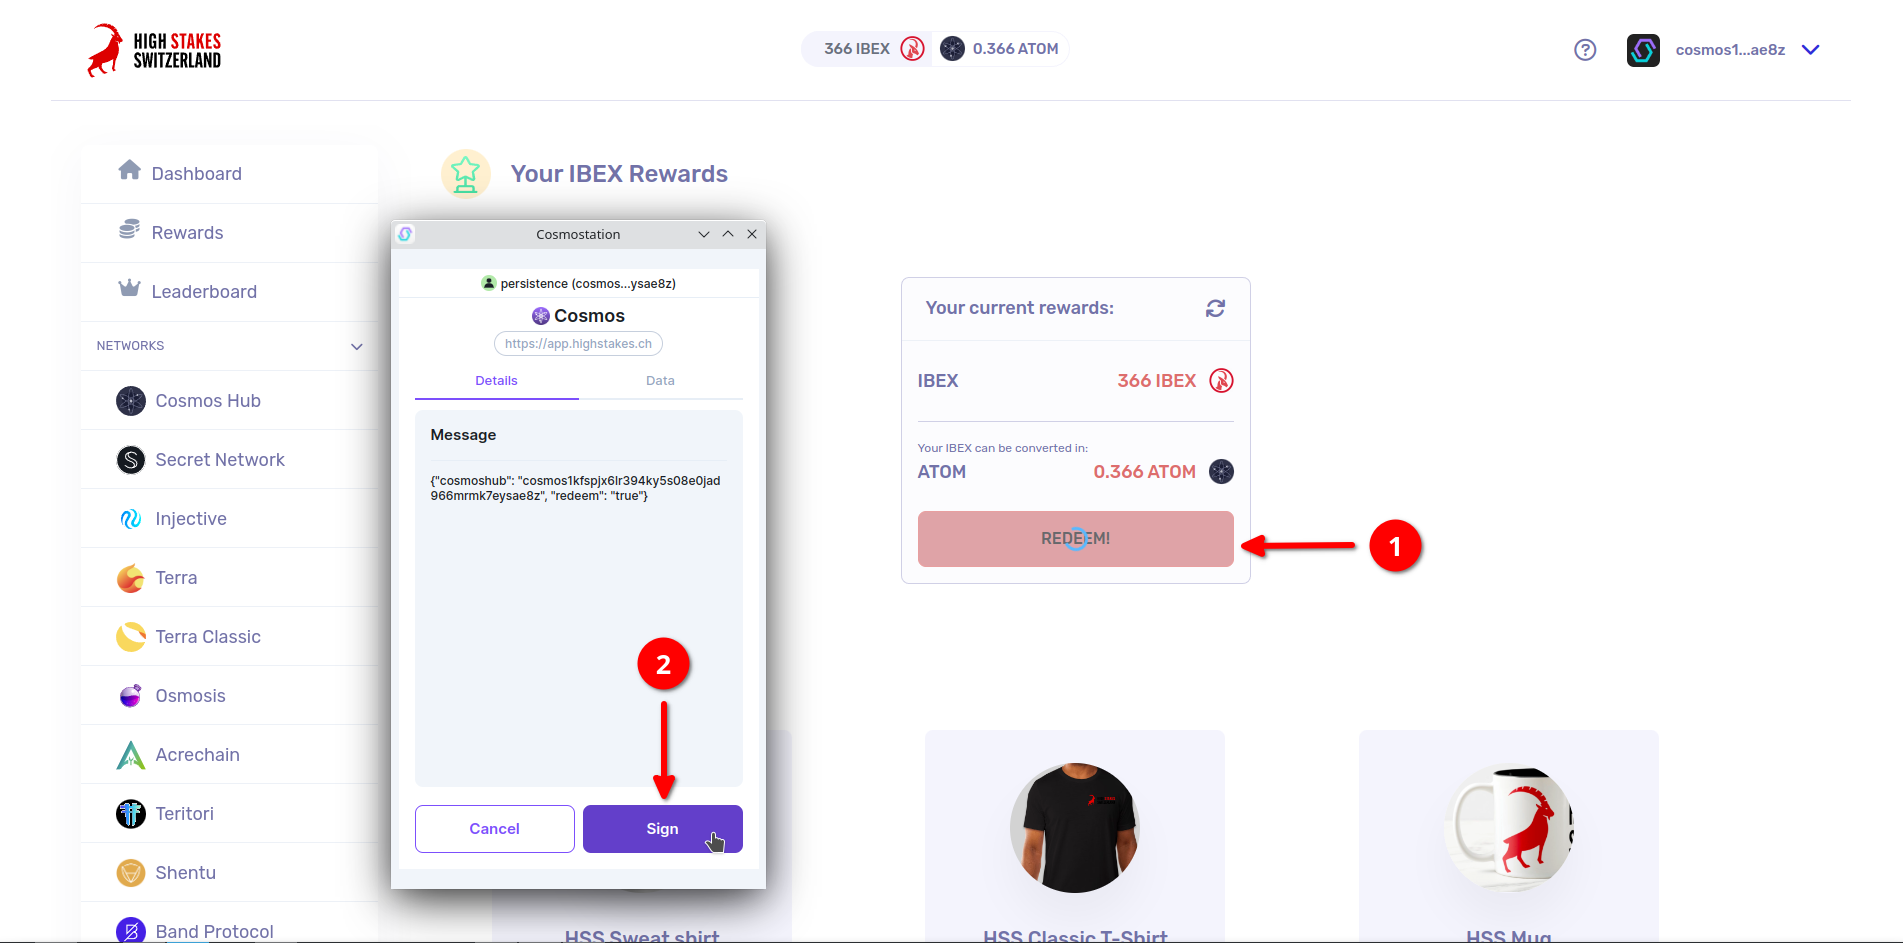 HIGH STAKES
SWITZERLAND
366 IBEX
0.366 ATOM
cosmos1...ae8z
Dashboard
Rewards
Leaderboard
NETWORKS
Cosmos Hub
Secret Network
Injective
Terra
Terra Classic
Osmosis
Acrechain
Teritori
Shentu
Band Protocol
Your IBEX Rewards
Cosmostation
persistence (cosmos...ysae8z)
Cosmos
https://app.highstakes.ch
Details
Data
Message
{"cosmoshub": "cosmos1kfspjx6lr394ky5s08e0jad
966mrmk7eysae8z", "redeem": "true"}
2
Cancel
Sign
Your current rewards:
IBEX
366 IBEX
Your IBEX can be converted in:
ATOM
0.366 ATOM
REDEEM!
1
HSS Sweat shirt
HSS Classic T-Shirt
HSS Mug